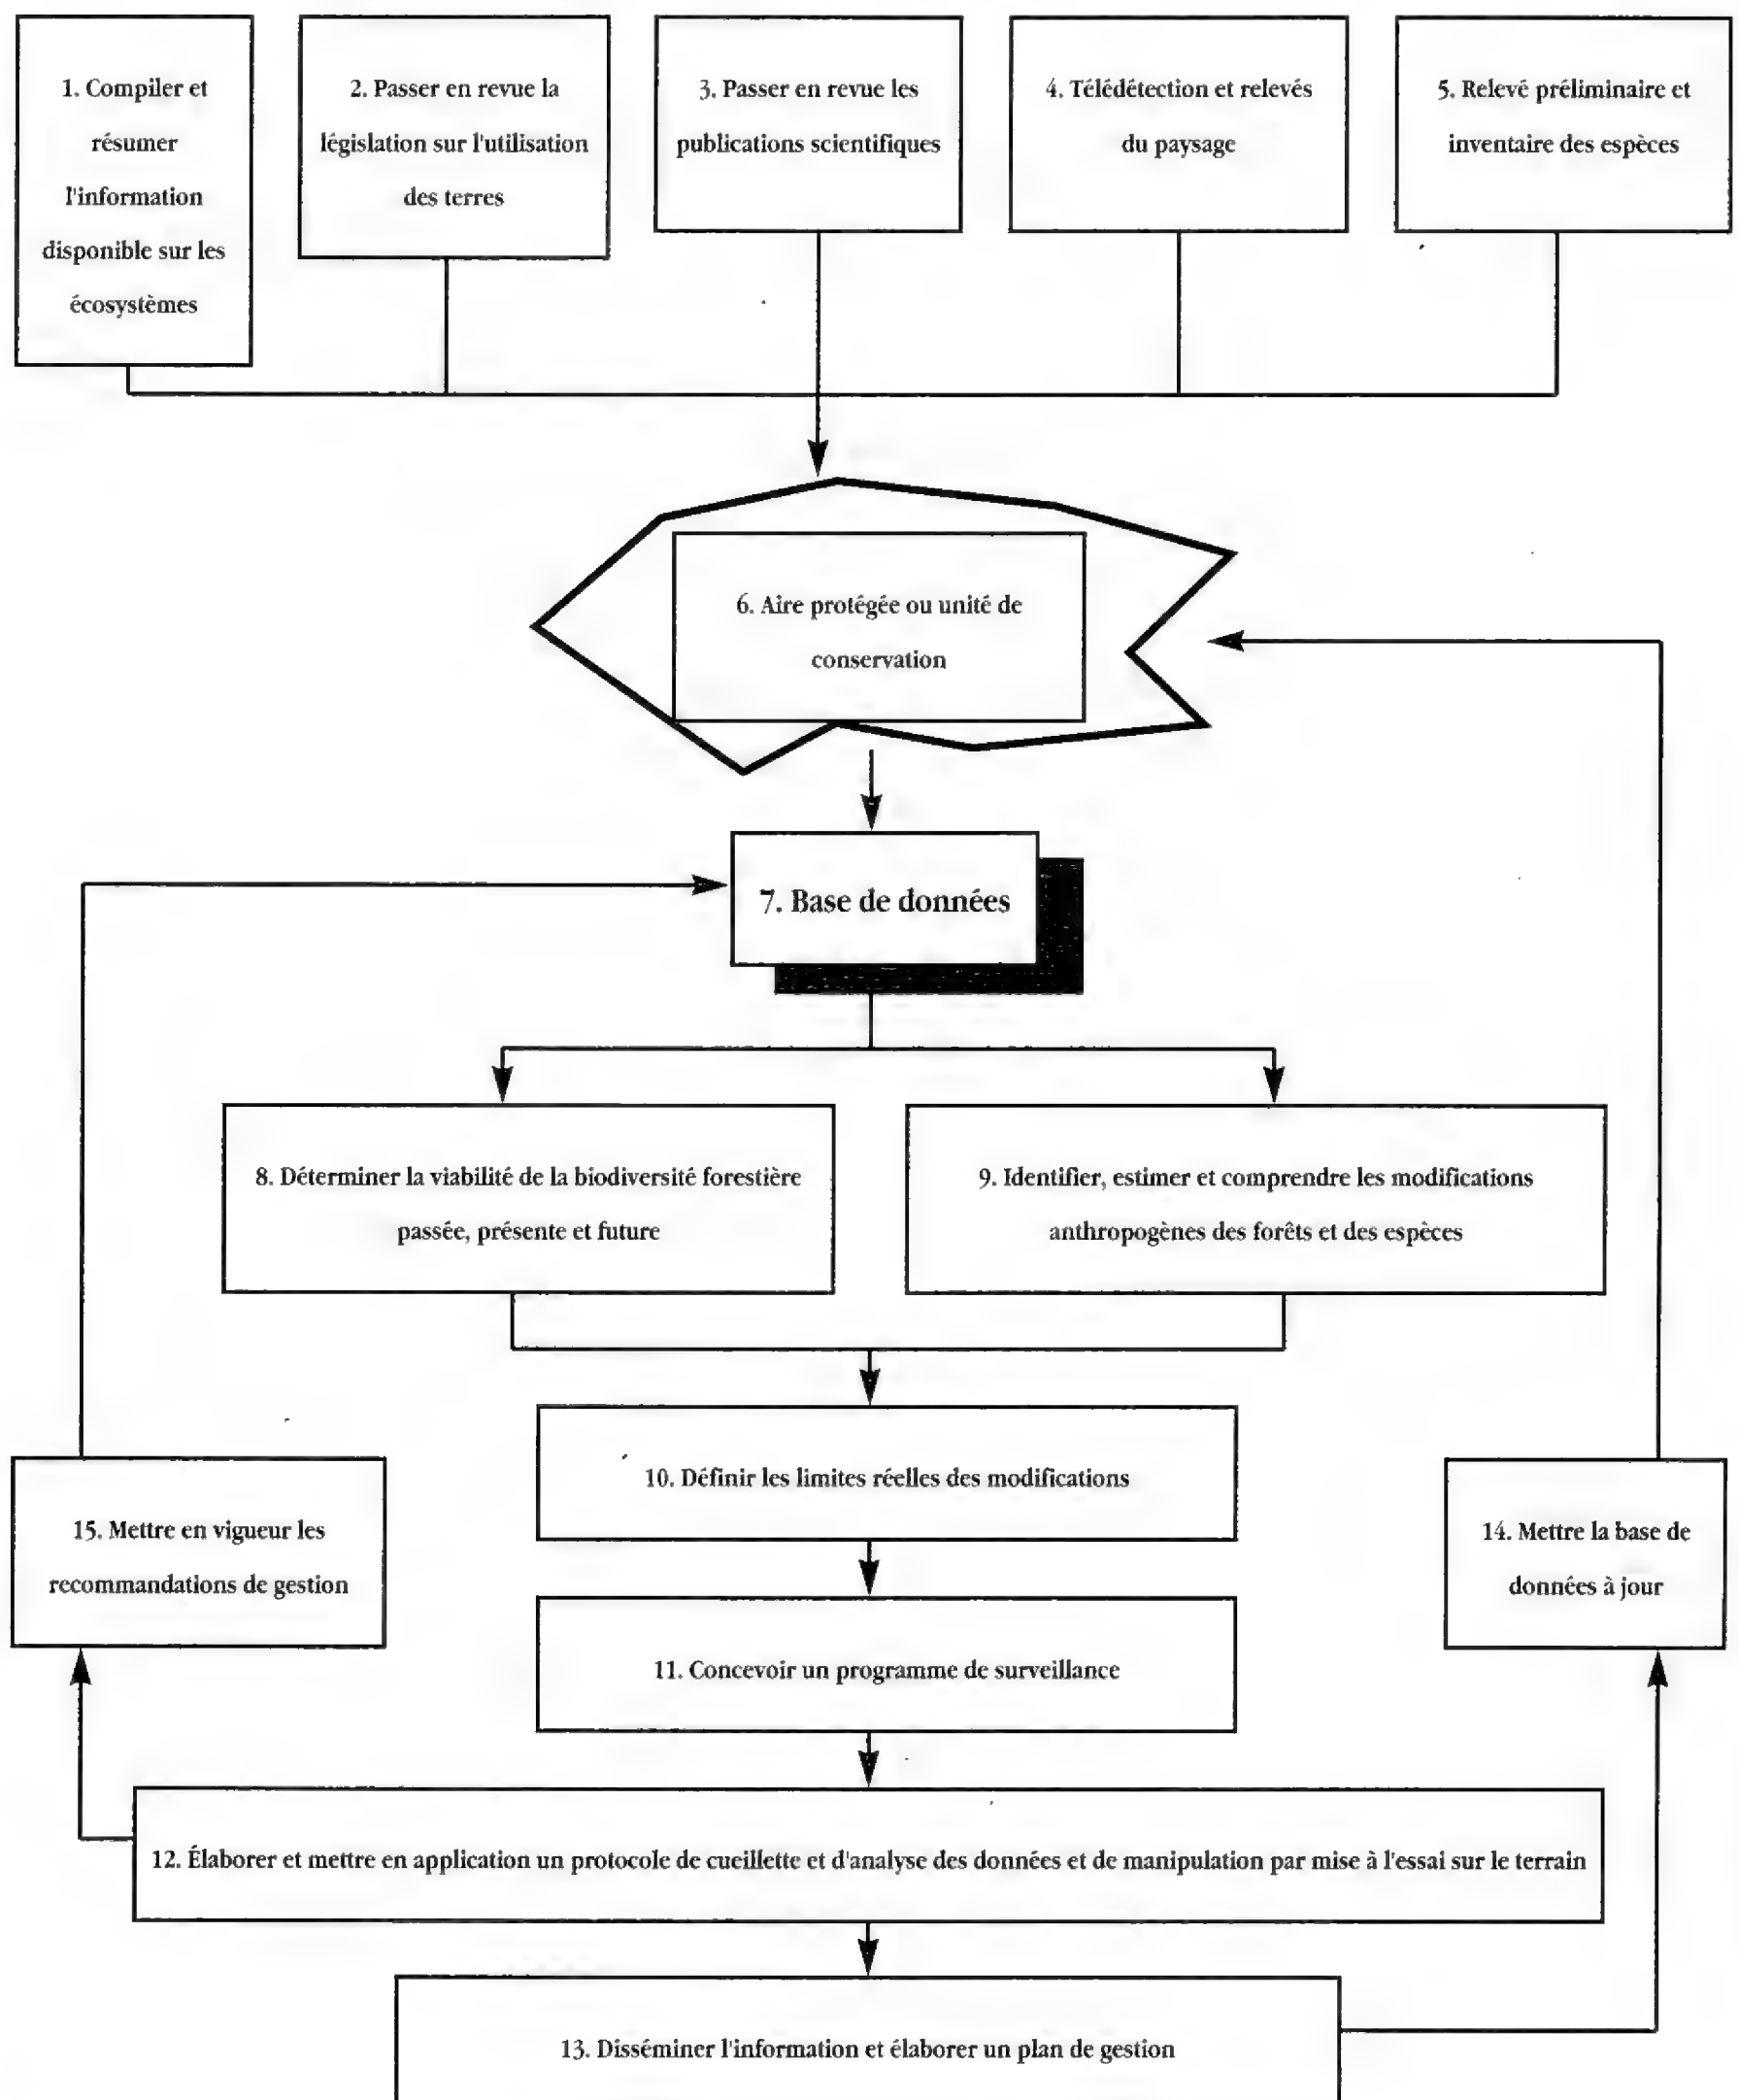 1. Compiler et
résumer
l'information
disponible sur les
écosystèmes
2. Passer en revue la
législation sur l'utilisation
des terres
3. Passer en revue les
publications scientifiques
4. Télédétection et relevés
du paysage
5. Relevé préliminaire et
inventaire des espèces
6. Aire protégée ou unité de
conservation
7. Base de données
8. Déterminer la viabilité de la biodiversité forestière
passée, présente et future
9. Identifier, estimer et comprendre les modifications
anthropogènes des forêts et des espèces
10. Définir les limites réelles des modifications
15. Mettre en vigueur les
recommandations de gestion
14. Mettre la base de
données à jour
11. Concevoir un programme de surveillance
12. Élaborer et mettre en application un protocole de cueillette et d'analyse des données et de manipulation par mise à l'essai sur le terrain
13. Disséminer l'information et élaborer un plan de gestion